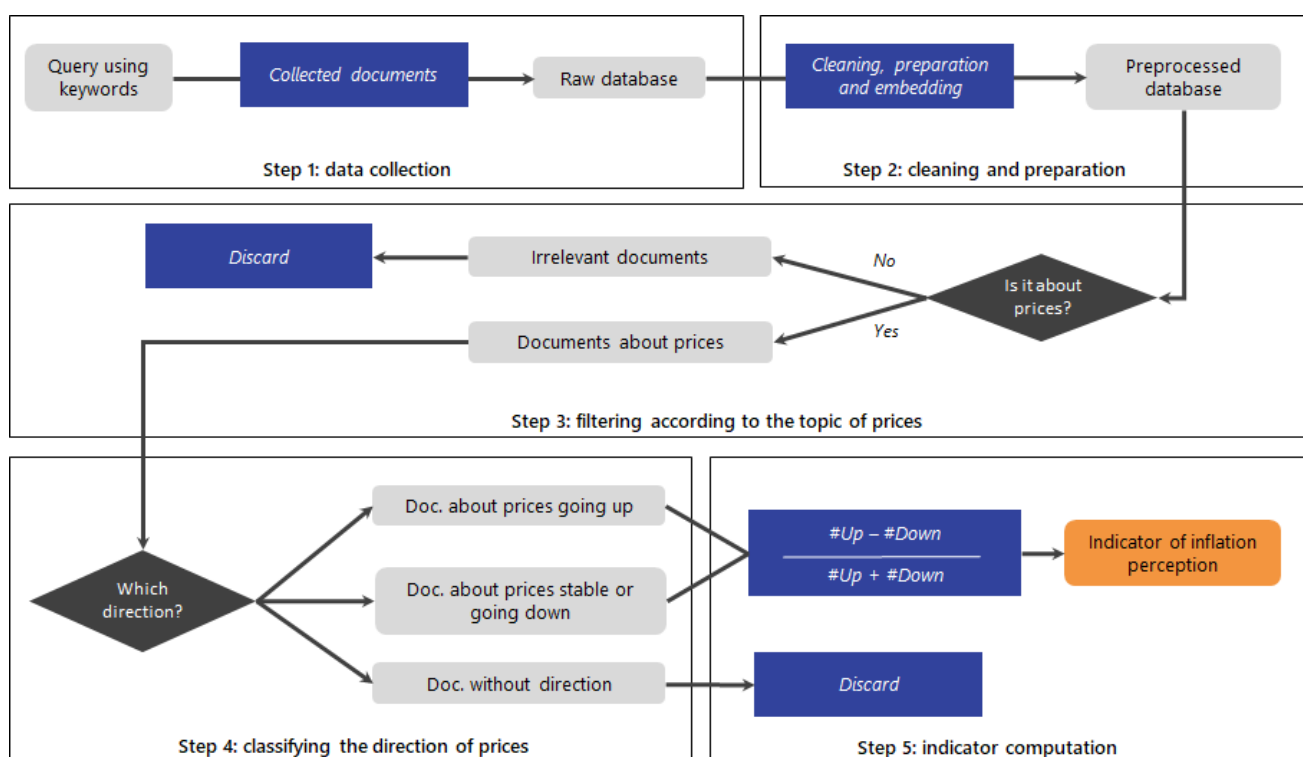 Query using
keywords
Collected documents
Raw database
Step 1: data collection
Cleaning, preparation
and embedding
Preprocessed
database
Step 2: cleaning and preparation
Discard
Irrelevant documents
No
Is it about
prices?
Yes
Documents about prices
Step 3: filtering according to the topic of prices
Which
direction?
Doc. about prices going up
Doc. about prices stable or
going down
Doc. without direction
Step 4: classifying the direction of prices
#Up – #Down
#Up + #Down
Indicator of inflation
perception
Discard
Step 5: indicator computation